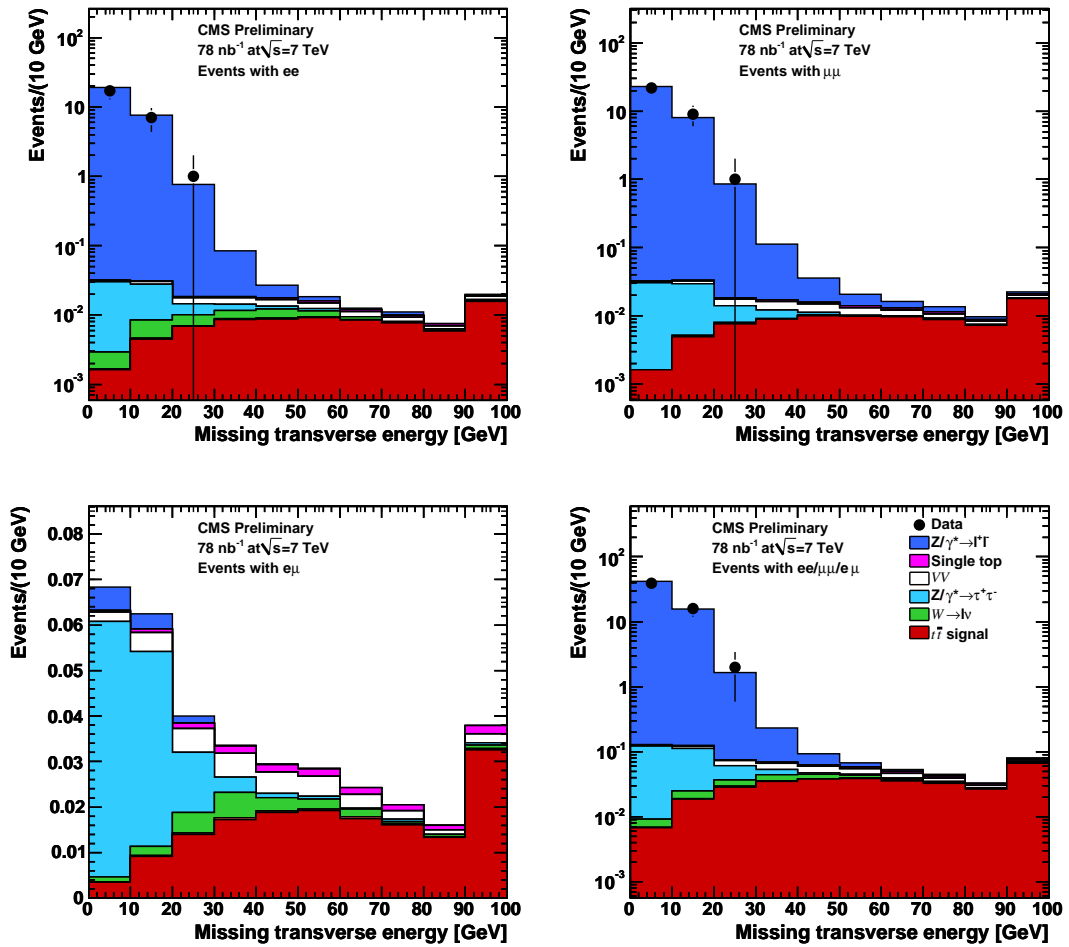 Events/(10 GeV)
10²
10
1
10⁻¹
10⁻²
10⁻³
CMS Preliminary
78 nb⁻¹ at√s=7 TeV
Events with ee
0 10 20 30 40 50 60 70 80 90 100
Missing transverse energy [GeV]
Events/(10 GeV)
10²
10
1
10⁻¹
10⁻²
10⁻³
CMS Preliminary
78 nb⁻¹ at√s=7 TeV
Events with μμ
0 10 20 30 40 50 60 70 80 90 100
Missing transverse energy [GeV]
Events/(10 GeV)
0.08
0.07
0.06
0.05
0.04
0.03
0.02
0.01
0
CMS Preliminary
78 nb⁻¹ at√s=7 TeV
Events with eμ
0 10 20 30 40 50 60 70 80 90 100
Missing transverse energy [GeV]
Events/(10 GeV)
10²
10
1
10⁻¹
10⁻²
10⁻³
CMS Preliminary
78 nb⁻¹ at√s=7 TeV
Events with ee/μμ/eμ
Data
Z/γ*→l⁺l⁻
Single top
VV
Z/γ*→τ⁺τ⁻
W→lν
tt̄ signal
0 10 20 30 40 50 60 70 80 90 100
Missing transverse energy [GeV]